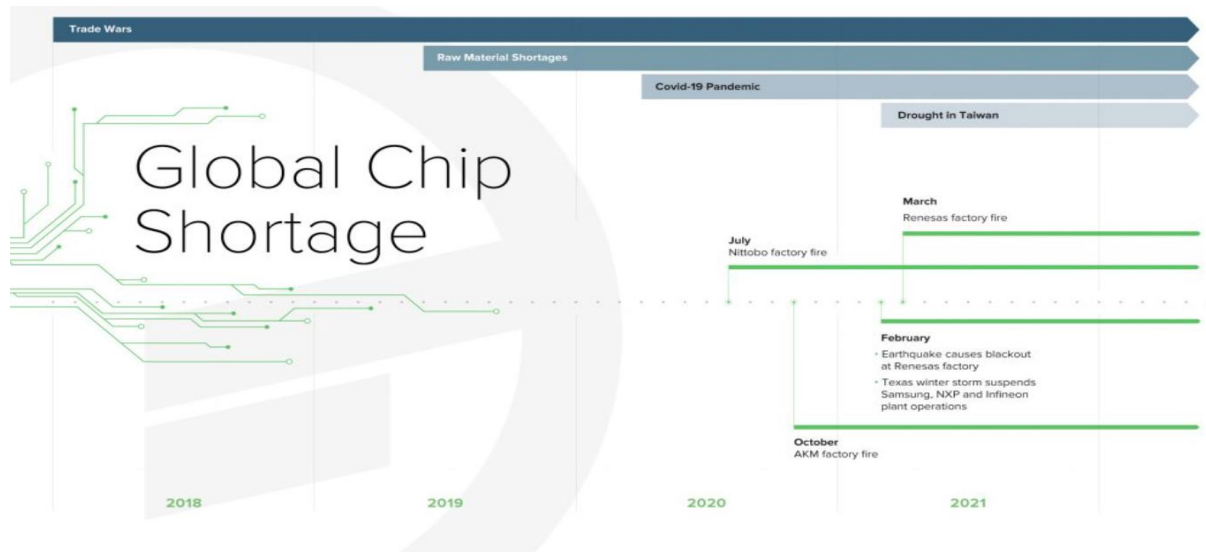 Trade Wars
Raw Material Shortages
Covid-19 Pandemic
Drought in Taiwan
Global Chip
Shortage
March
Renesas factory fire
July
Nittobo factory fire
February
• Earthquake causes blackout
at Renesas factory
• Texas winter storm suspends
Samsung, NXP and Infineon
plant operations
October
AKM factory fire
2018
2019
2020
2021